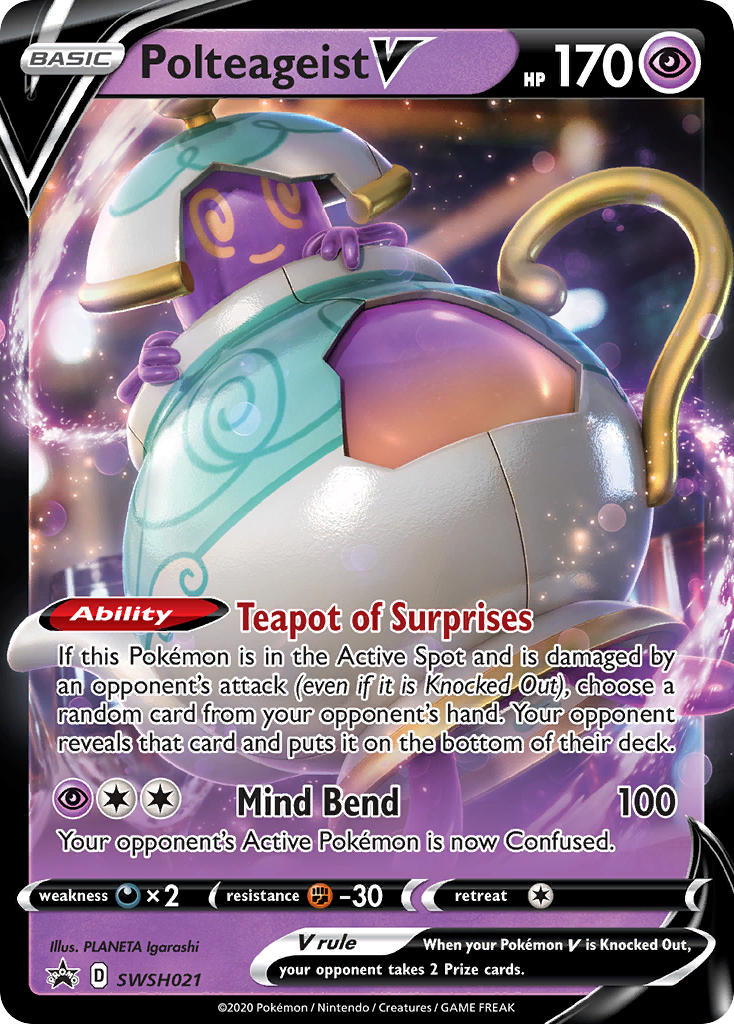 BASIC
Polteageist V
HP 170
Ability Teapot of Surprises
If this Pokémon is in the Active Spot and is damaged by
an opponent's attack (even if it is Knocked Out), choose a
random card from your opponent's hand. Your opponent
reveals that card and puts it on the bottom of their deck.
Mind Bend 100
Your opponent's Active Pokémon is now Confused.
weakness ×2 resistance -30 retreat
Illus. PLANETA Igarashi
V rule When your Pokémon V is Knocked Out,
your opponent takes 2 Prize cards.
PROMO D SWSH021
©2020 Pokémon / Nintendo / Creatures / GAME FREAK